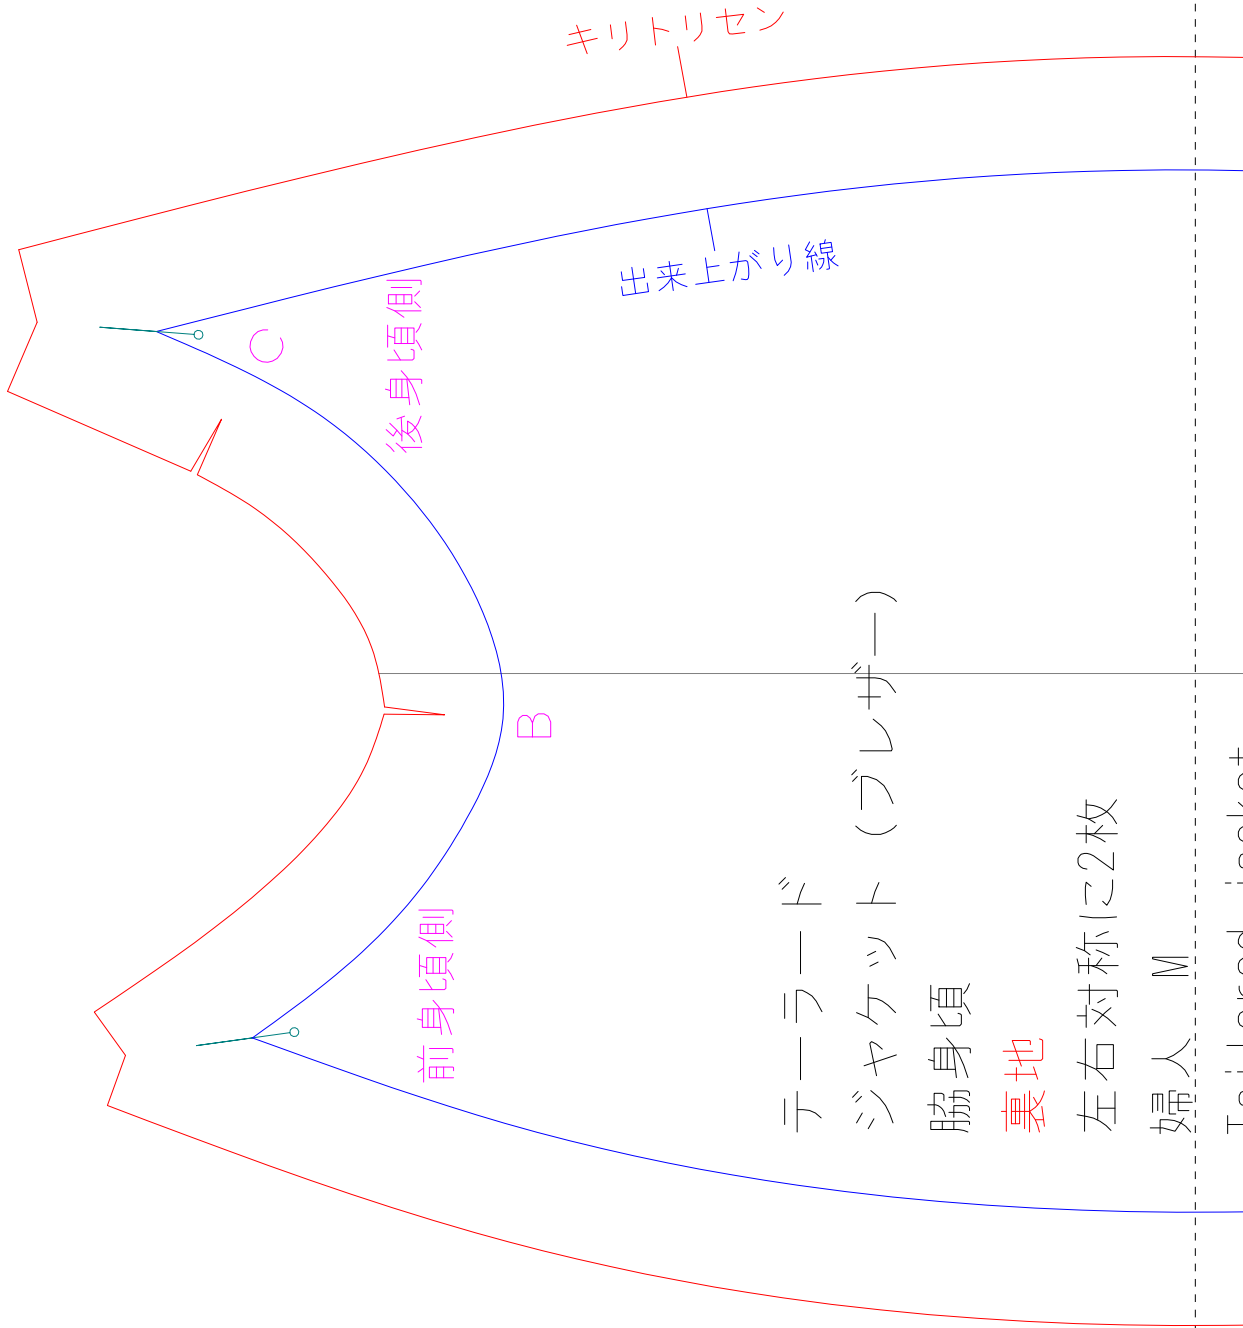 キリトリセン
出来上がり線
C
後身頃側
B
前身頃側
テーラード
ジャケット（ブレザー）
脇身頃
裏地
左右対称に2枚
婦人 M
Tailored jacket